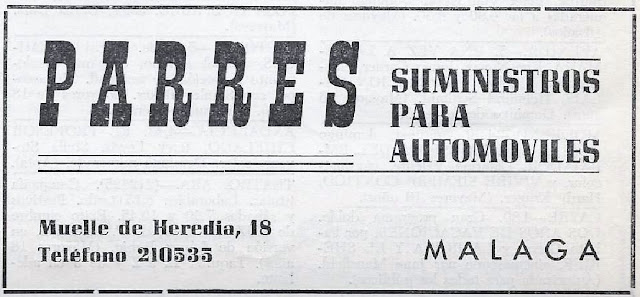 PARRES
SUMINISTROS
PARA
AUTOMOVILES
Muelle de Heredia, 18
Teléfono 210535
MALAGA